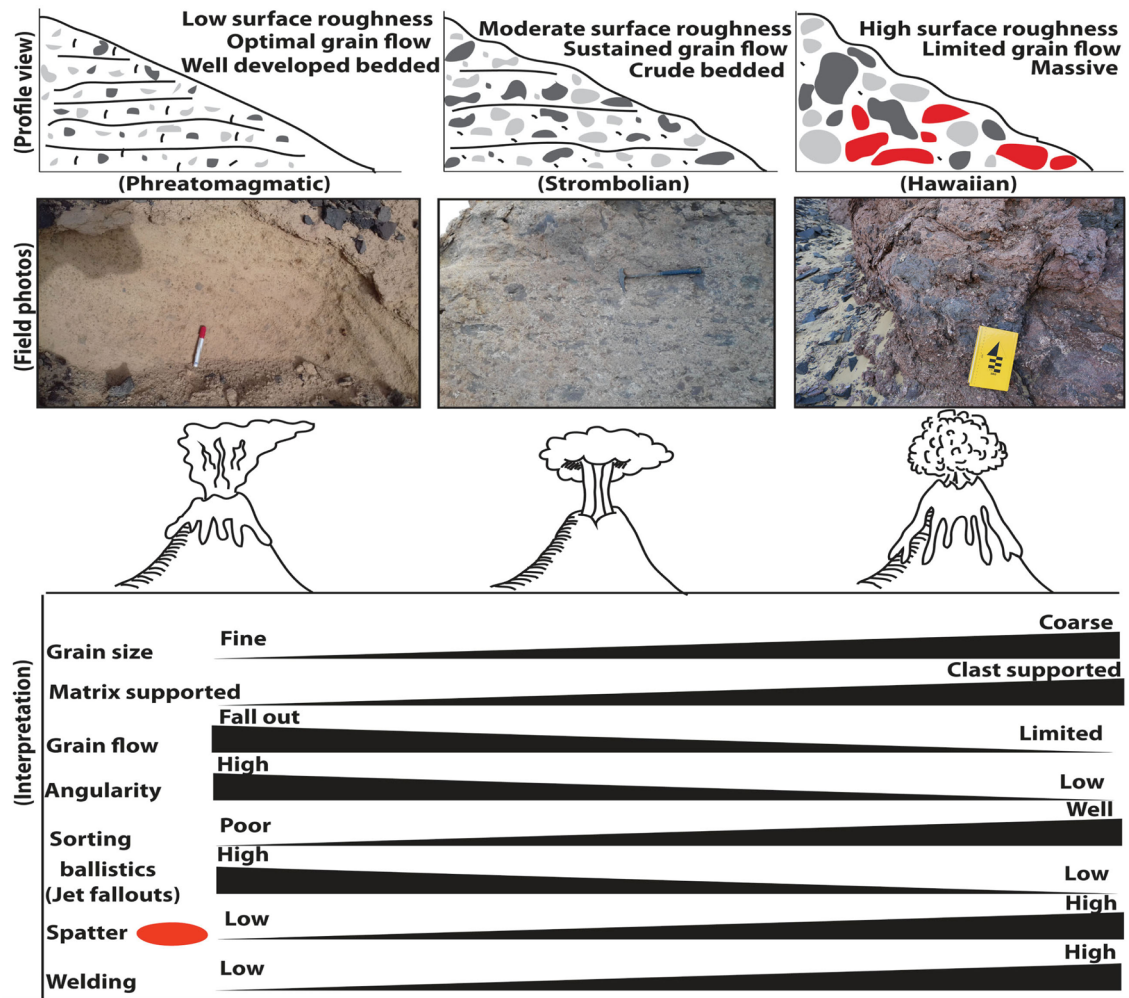 (Profile view)
Low surface roughness
Optimal grain flow
Well developed bedded
Moderate surface roughness
Sustained grain flow
Crude bedded
High surface roughness
Limited grain flow
Massive
(Phreatomagmatic)
(Strombolian)
(Hawaiian)
(Field photos)
(Interpretation)
Grain size
Fine
Coarse
Matrix supported
Clast supported
Grain flow
Fall out
Limited
Angularity
High
Low
Sorting
Poor
Well
ballistics
(Jet fallouts)
High
Low
Spatter
Low
High
Welding
Low
High